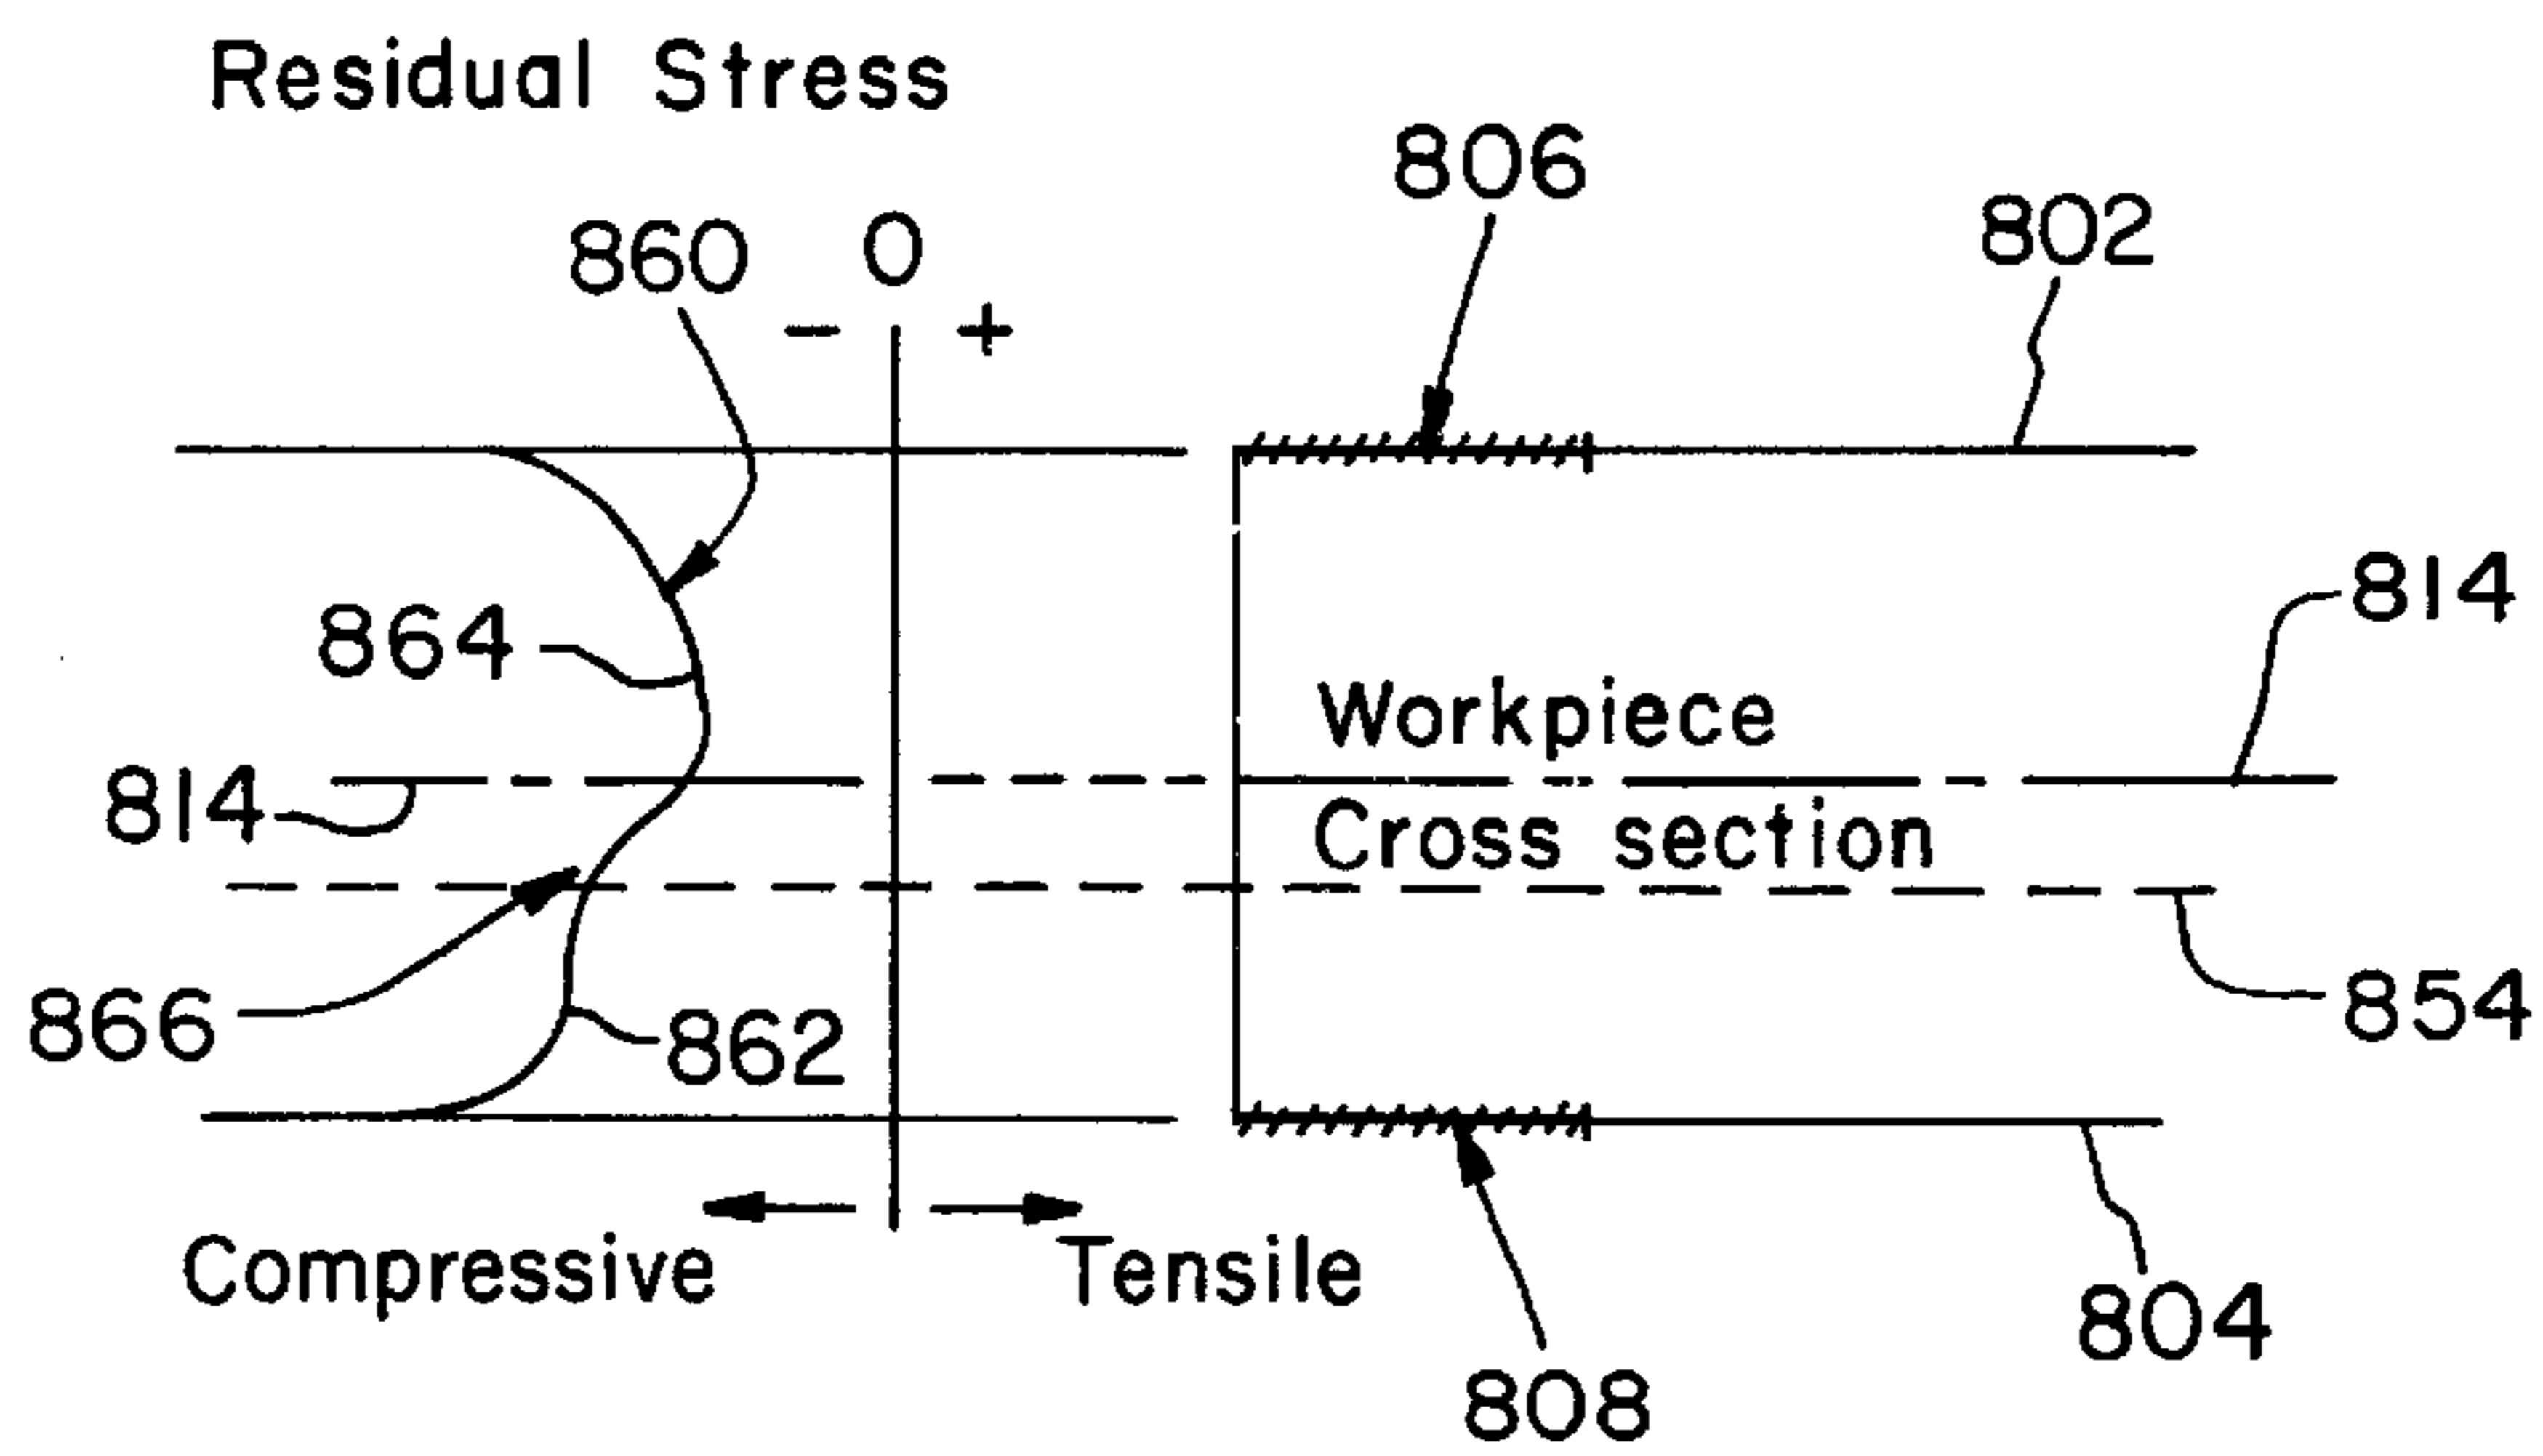 Residual Stress
806
802
860
0
- +
814
864
Workpiece
814
Cross section
866
862
854
Compressive
Tensile
804
808